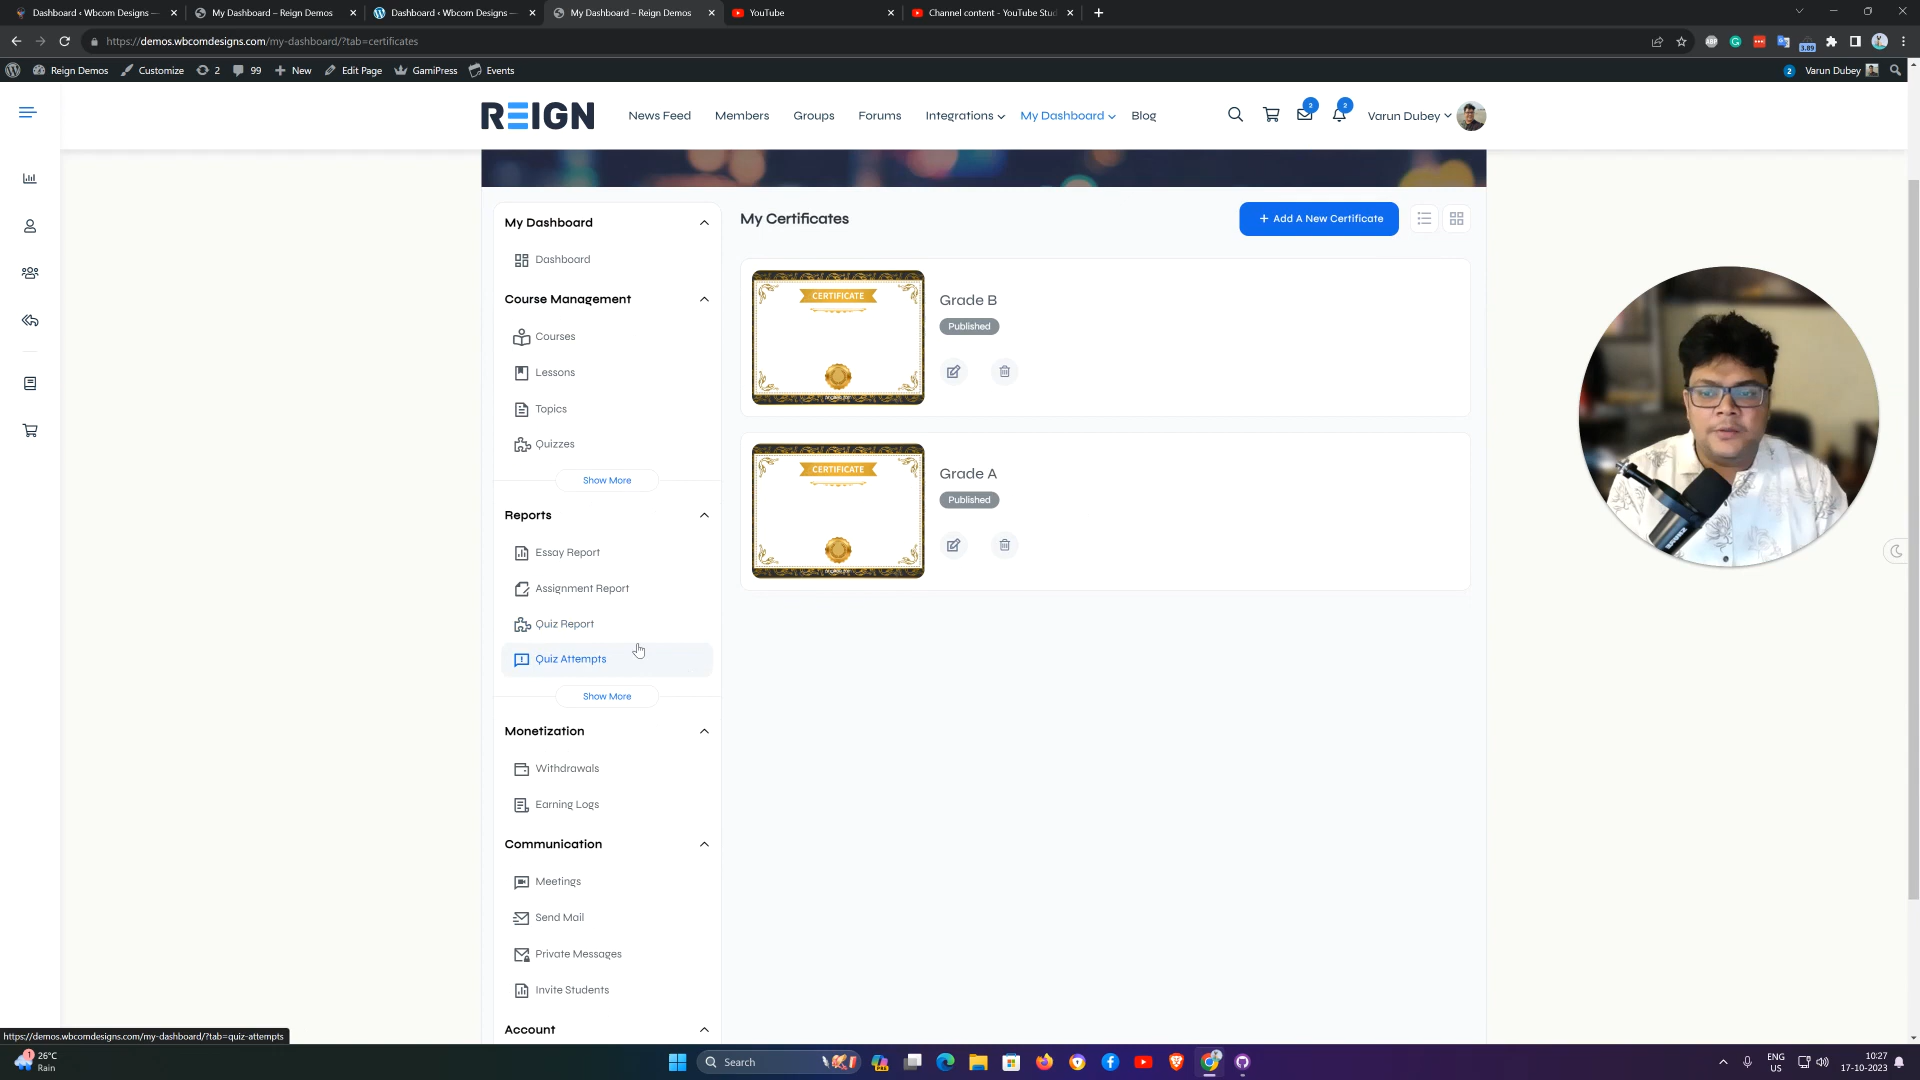 Dashboard ‹ Wbcom Designs —
My Dashboard – Reign Demos
Dashboard ‹ Wbcom Designs —
My Dashboard – Reign Demos
YouTube
Channel content - YouTube Stud
https://demos.wbcomdesigns.com/my-dashboard/?tab=certificates
3.89
Reign Demos
Customize
2
99
New
Edit Page
GamiPress
Events
2
Varun Dubey
REIGN
News Feed
Members
Groups
Forums
Integrations
My Dashboard
Blog
2
2
Varun Dubey
My Dashboard
Dashboard
Course Management
Courses
Lessons
Topics
Quizzes
Show More
Reports
Essay Report
Assignment Report
Quiz Report
Quiz Attempts
Show More
Monetization
Withdrawals
Earning Logs
Communication
Meetings
Send Mail
Private Messages
Invite Students
Account
My Certificates
+ Add A New Certificate
CERTIFICATE
Grade B
Published
CERTIFICATE
Grade A
Published
https://demos.wbcomdesigns.com/my-dashboard/?tab=quiz-attempts
1
26°C
Rain
Search
ENG
US
10:27
17-10-2023